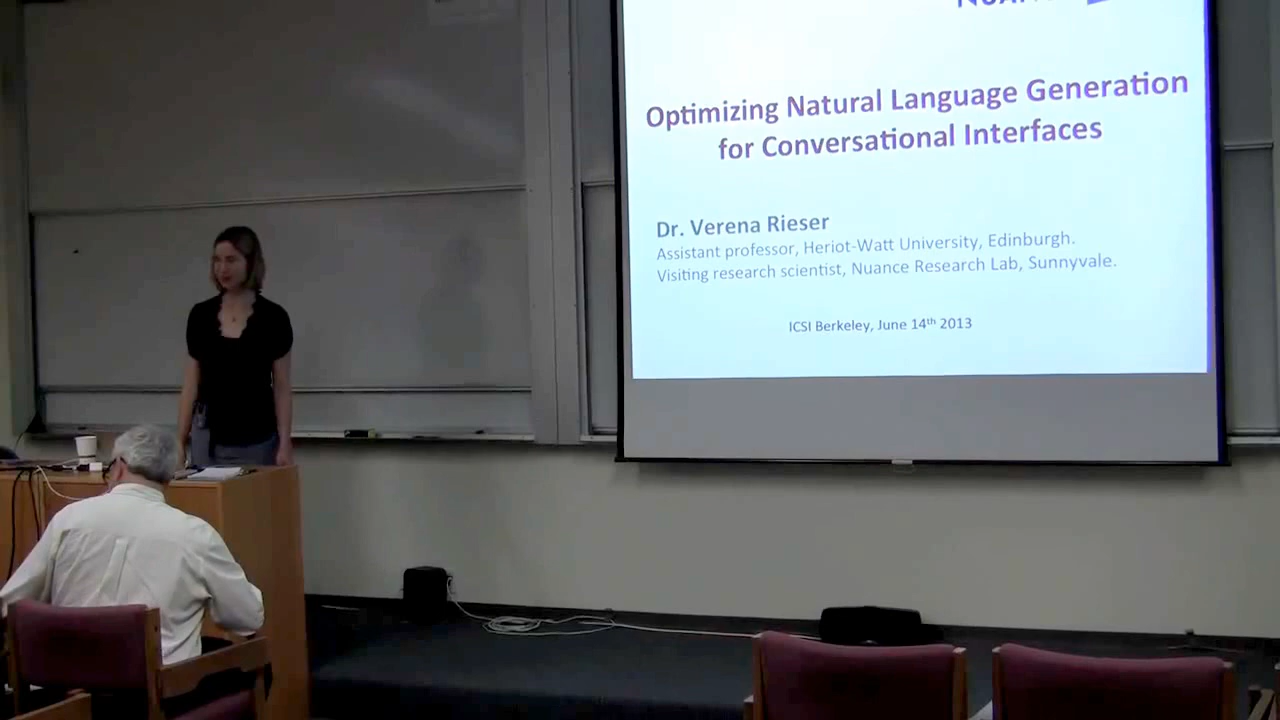 Optimizing Natural Language Generation
for Conversational Interfaces
Dr. Verena Rieser
Assistant professor, Heriot-Watt University, Edinburgh.
Visiting research scientist, Nuance Research Lab, Sunnyvale.
ICSI Berkeley, June 14th 2013